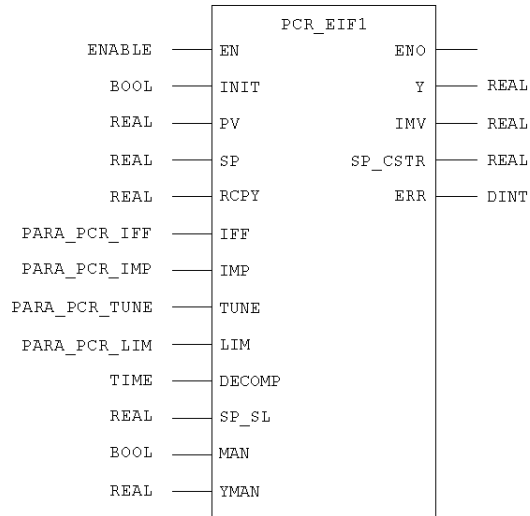 PCR_EIF1
ENABLE EN ENO
BOOL INIT Y REAL
REAL PV IMV REAL
REAL SP SP_CSTR REAL
REAL RCPY ERR DINT
PARA_PCR_IFF IFF
PARA_PCR_IMP IMP
PARA_PCR_TUNE TUNE
PARA_PCR_LIM LIM
TIME DECOMP
REAL SP_SL
BOOL MAN
REAL YMAN